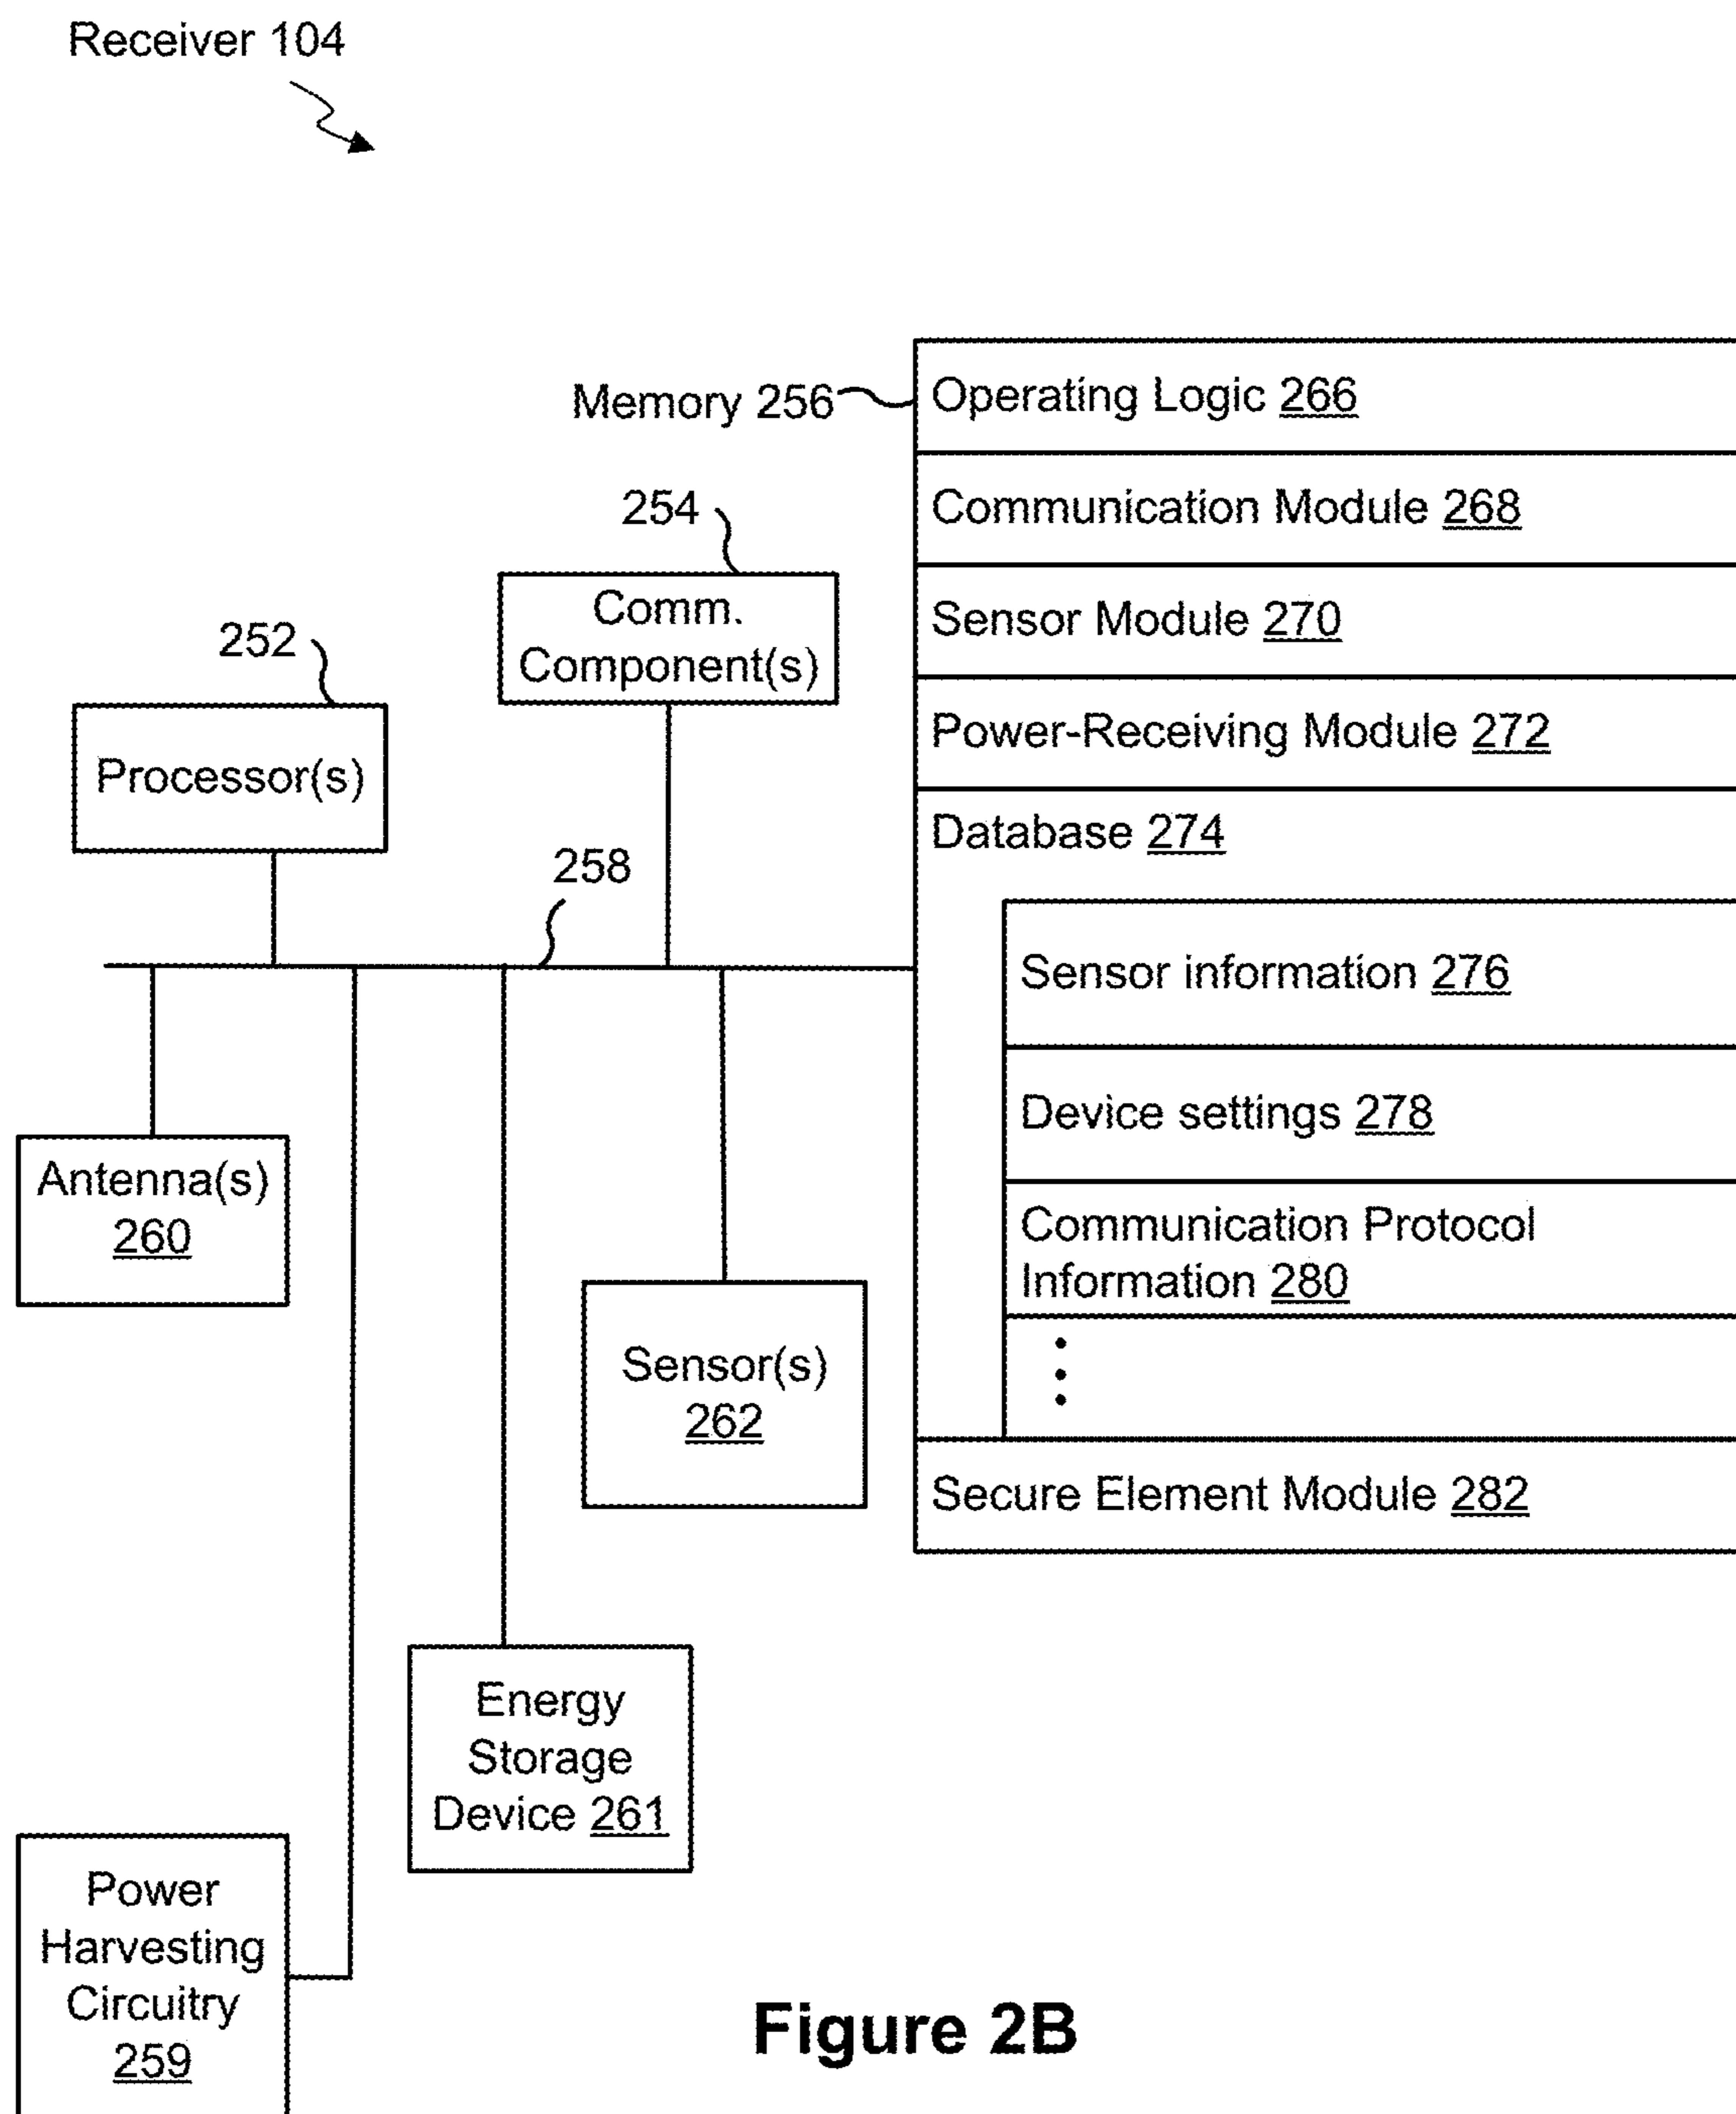 Receiver 104
Memory 256
Operating Logic 266
Communication Module 268
Sensor Module 270
Power-Receiving Module 272
Database 274
Sensor information 276
Device settings 278
Communication Protocol
Information 280
Secure Element Module 282
254
Comm.
Component(s)
252
Processor(s)
258
Antenna(s)
260
Sensor(s)
262
Energy
Storage
Device 261
Power
Harvesting
Circuitry
259
Figure 2B